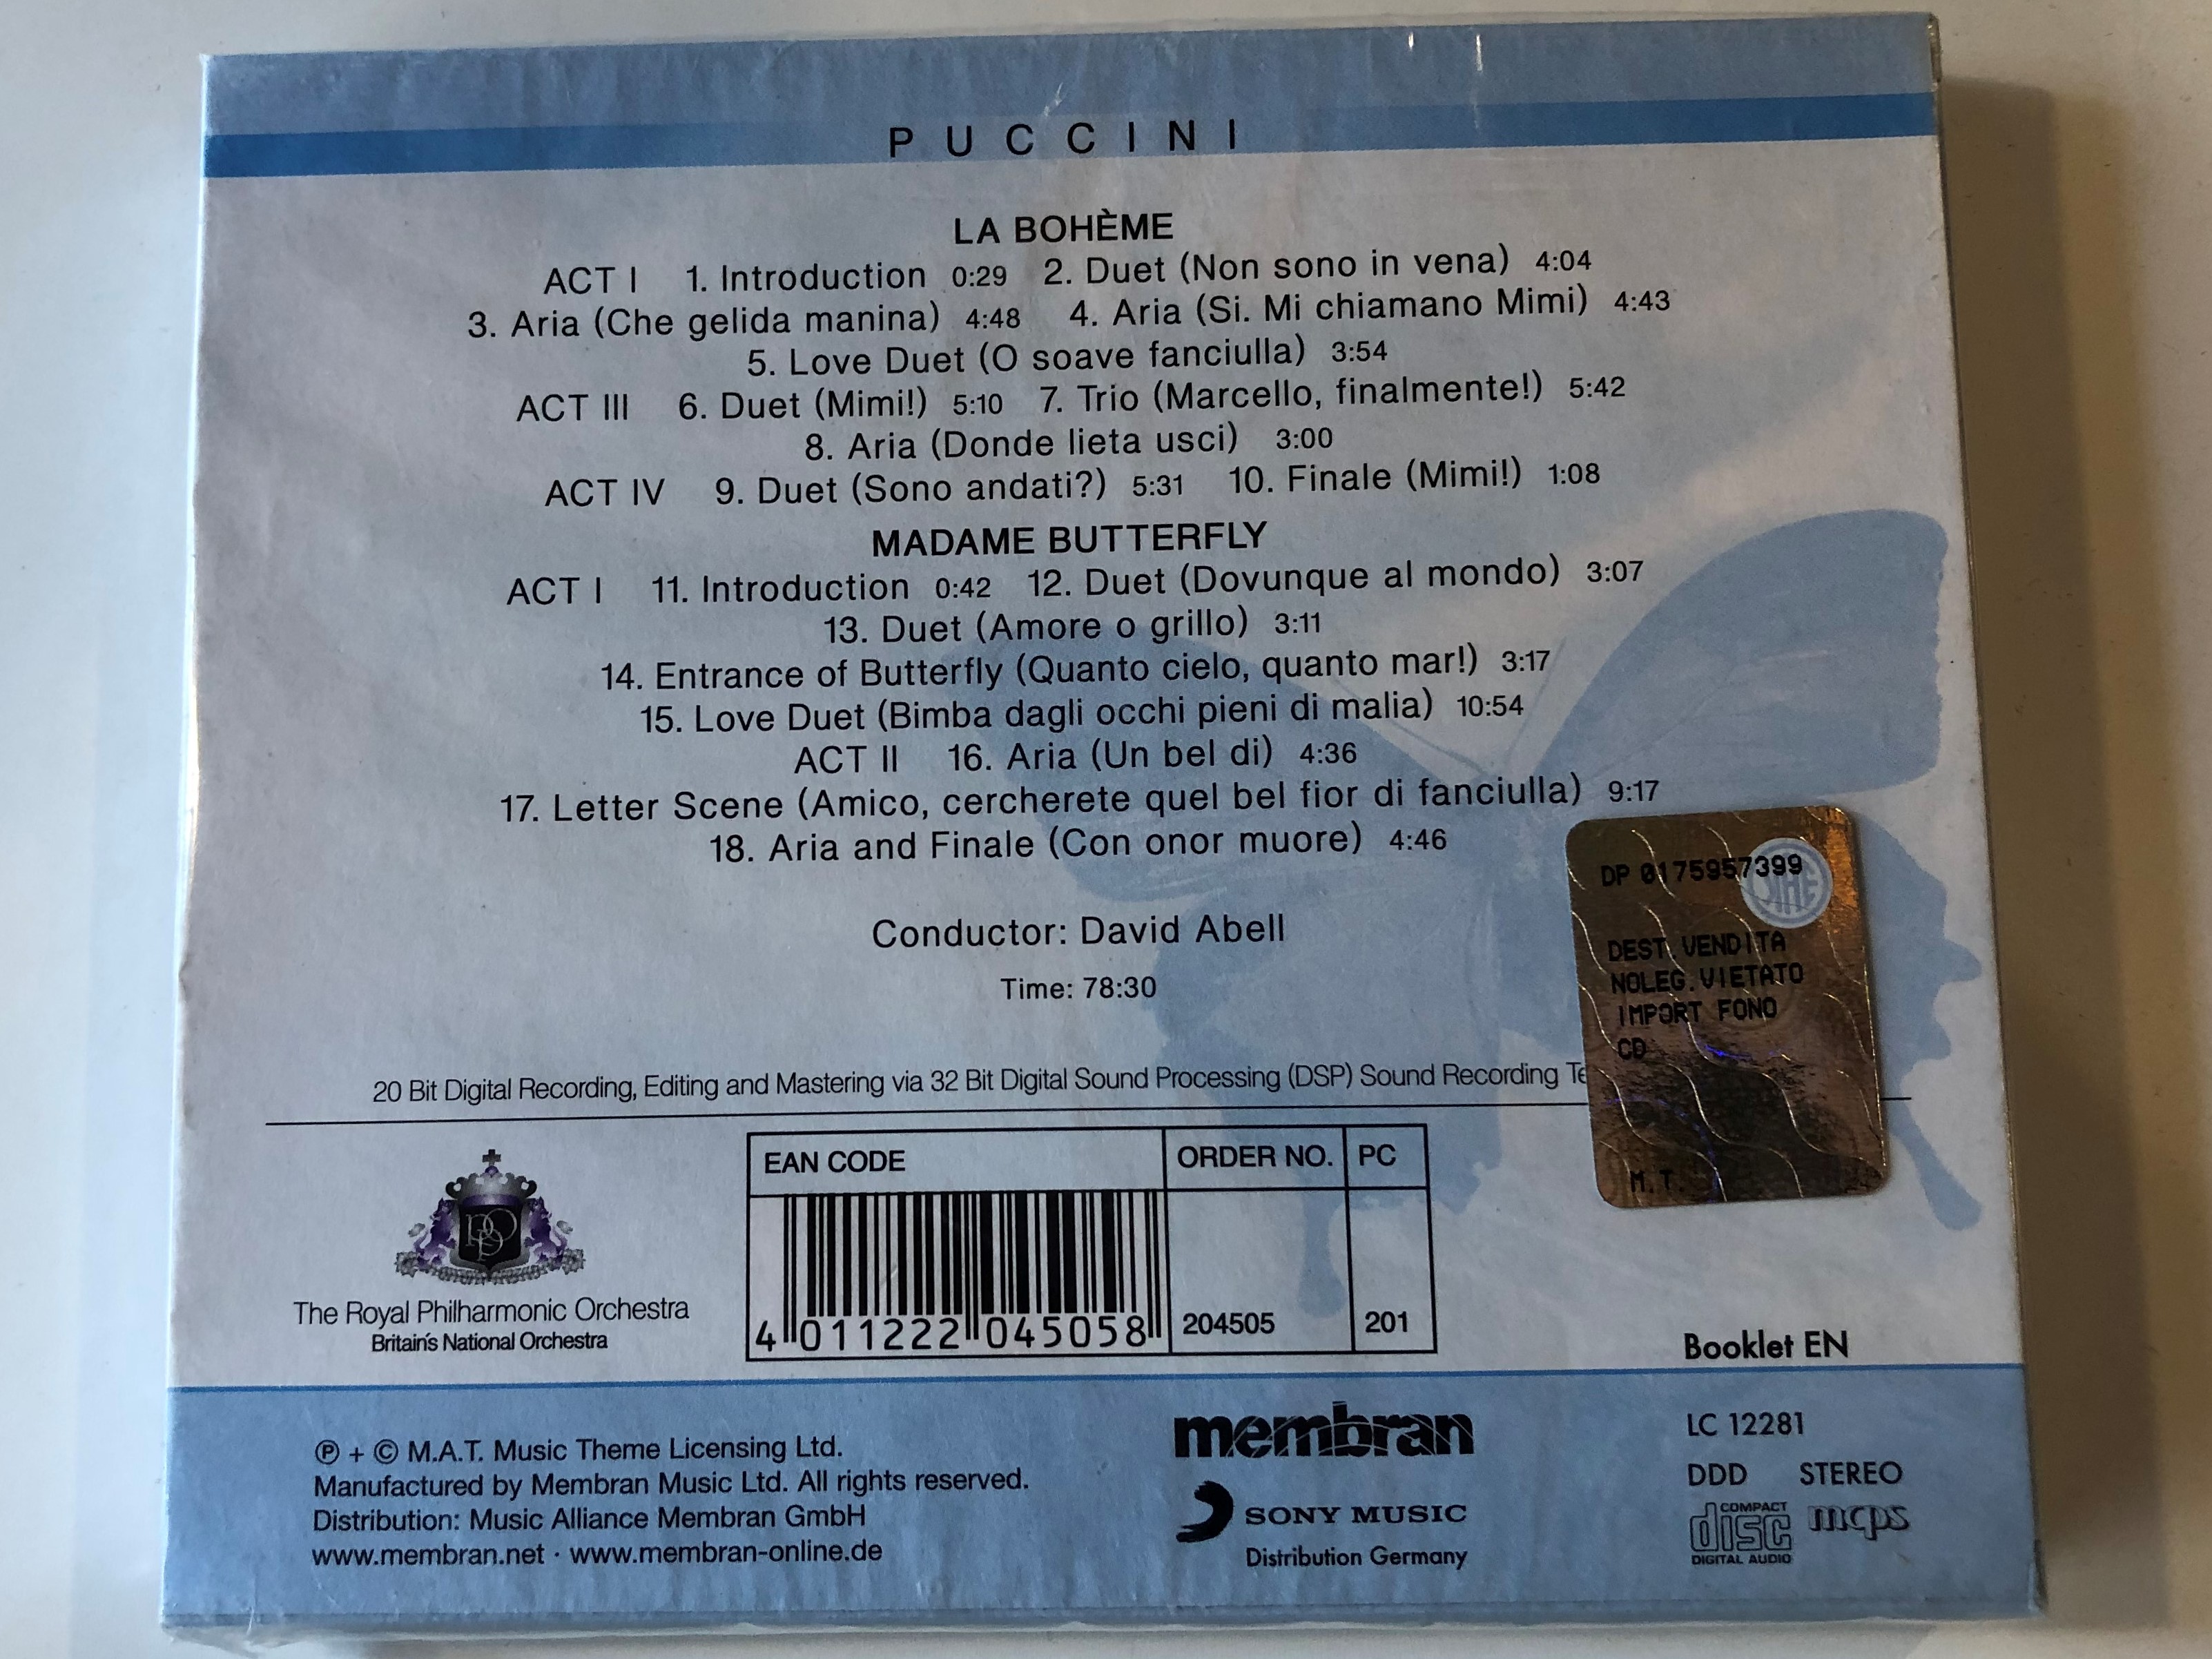 PUCCINI
LA BOHÈME
ACT I 1. Introduction 0:29 2. Duet (Non sono in vena) 4:04
3. Aria (Che gelida manina) 4:48 4. Aria (Si. Mi chiamano Mimi) 4:43
5. Love Duet (O soave fanciulla) 3:54
ACT III 6. Duet (Mimi!) 5:10 7. Trio (Marcello, finalmente!) 5:42
8. Aria (Donde lieta usci) 3:00
ACT IV 9. Duet (Sono andati?) 5:31 10. Finale (Mimi!) 1:08
MADAME BUTTERFLY
ACT I 11. Introduction 0:42 12. Duet (Dovunque al mondo) 3:07
13. Duet (Amore o grillo) 3:11
14. Entrance of Butterfly (Quanto cielo, quanto mar!) 3:17
15. Love Duet (Bimba dagli occhi pieni di malia) 10:54
ACT II 16. Aria (Un bel di) 4:36
17. Letter Scene (Amico, cercherete quel bel fior di fanciulla) 9:17
18. Aria and Finale (Con onor muore) 4:46
Conductor: David Abell
Time: 78:30
DP 0175957399
SIAE
DEST.VENDITA
NOLEG.VIETATO
IMPORT FONO
CD
M.T.
20 Bit Digital Recording, Editing and Mastering via 32 Bit Digital Sound Processing (DSP) Sound Recording
RPO
The Royal Philharmonic Orchestra
Britain's National Orchestra
EAN CODE ORDER NO. PC
4 011222 045058 204505 201
Booklet EN
℗ + © M.A.T. Music Theme Licensing Ltd.
Manufactured by Membran Music Ltd. All rights reserved.
Distribution: Music Alliance Membran GmbH
www.membran.net · www.membran-online.de
membran
SONY MUSIC
Distribution Germany
LC 12281
DDD STEREO
COMPACT disc DIGITAL AUDIO mcps